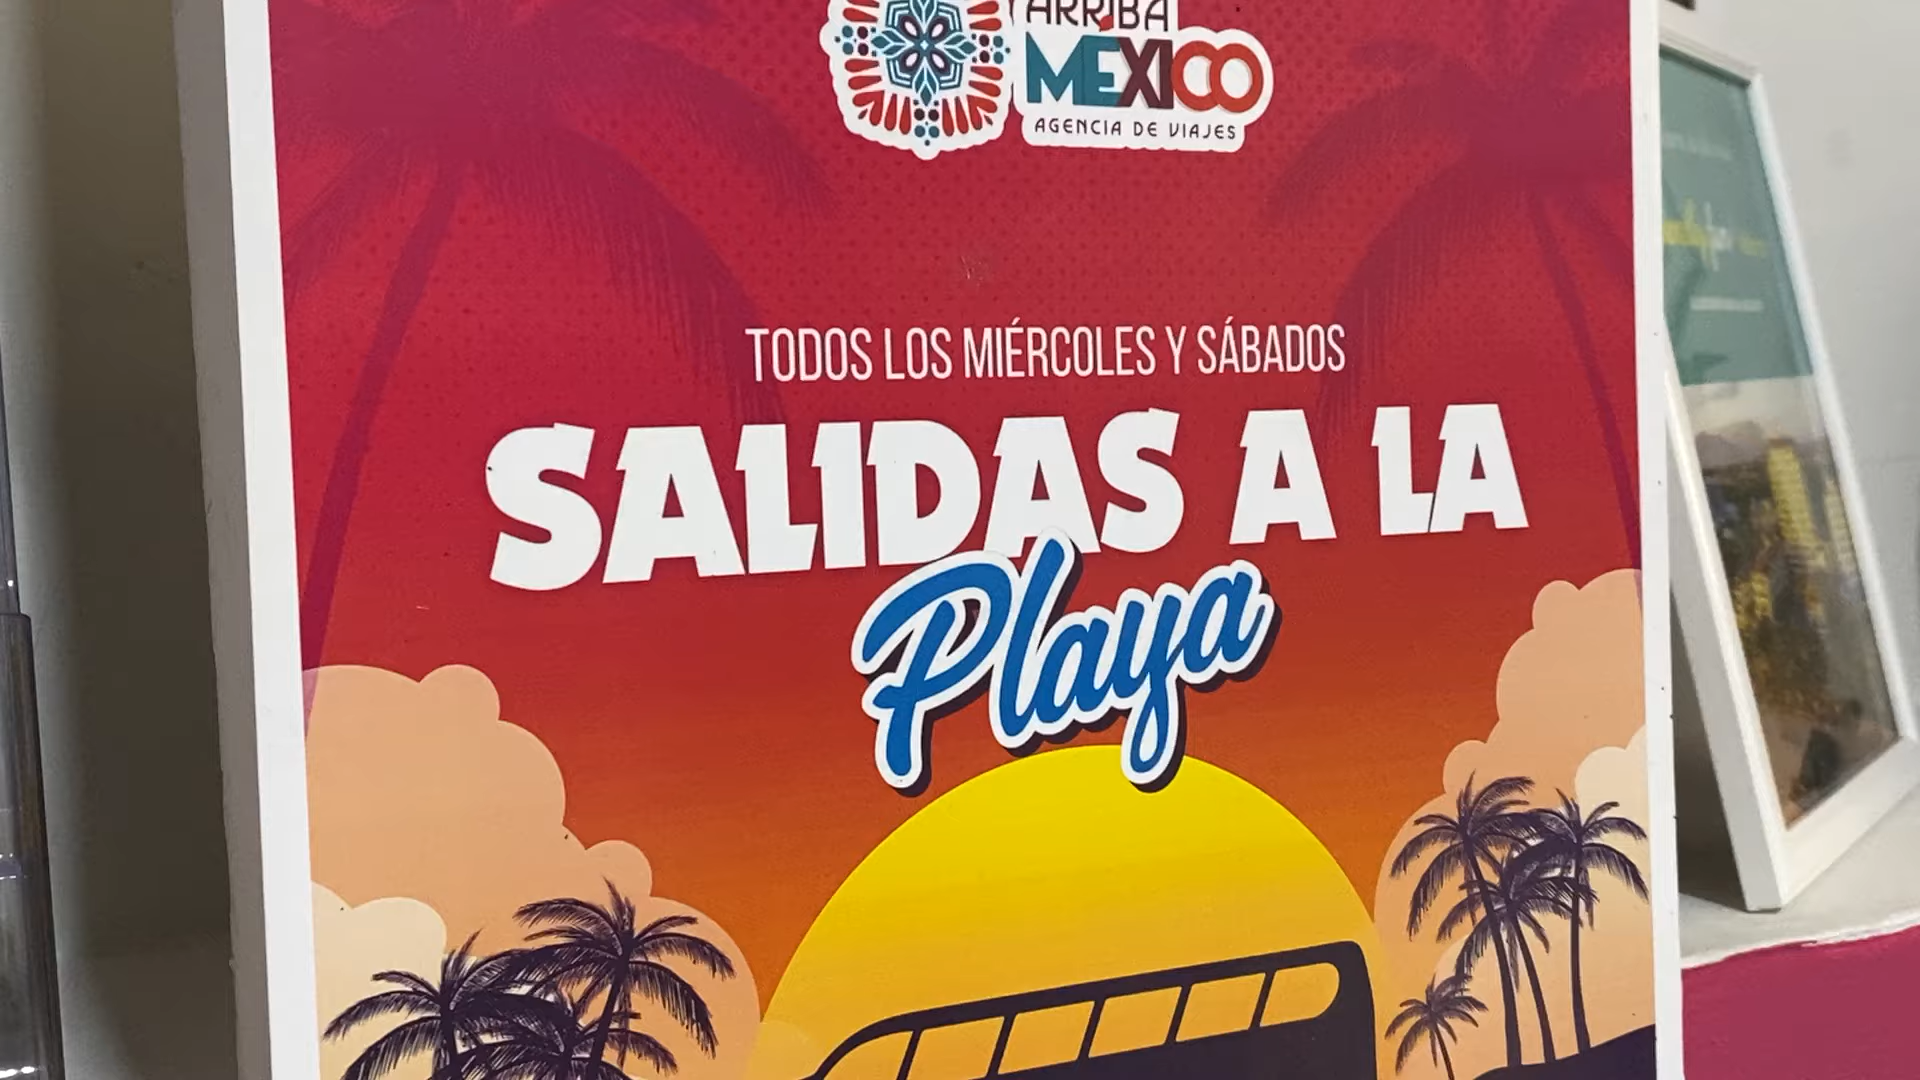 ARRIBA
MEXICO
AGENCIA DE VIAJES
TODOS LOS MIÉRCOLES Y SÁBADOS
SALIDAS A LA
Playa